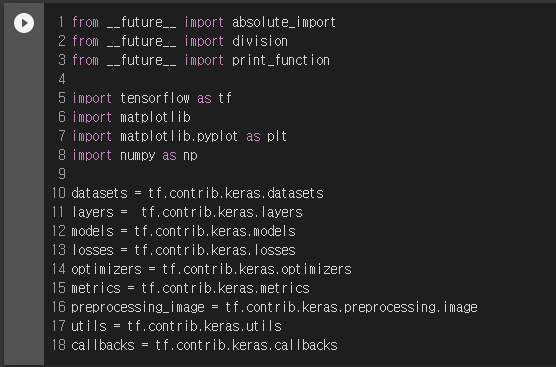 1 from __future__ import absolute_import
2 from __future__ import division
3 from __future__ import print_function
4
5 import tensorflow as tf
6 import matplotlib
7 import matplotlib.pyplot as plt
8 import numpy as np
9
10 datasets = tf.contrib.keras.datasets
11 layers =  tf.contrib.keras.layers
12 models = tf.contrib.keras.models
13 losses = tf.contrib.keras.losses
14 optimizers = tf.contrib.keras.optimizers
15 metrics = tf.contrib.keras.metrics
16 preprocessing_image = tf.contrib.keras.preprocessing.image
17 utils = tf.contrib.keras.utils
18 callbacks = tf.contrib.keras.callbacks